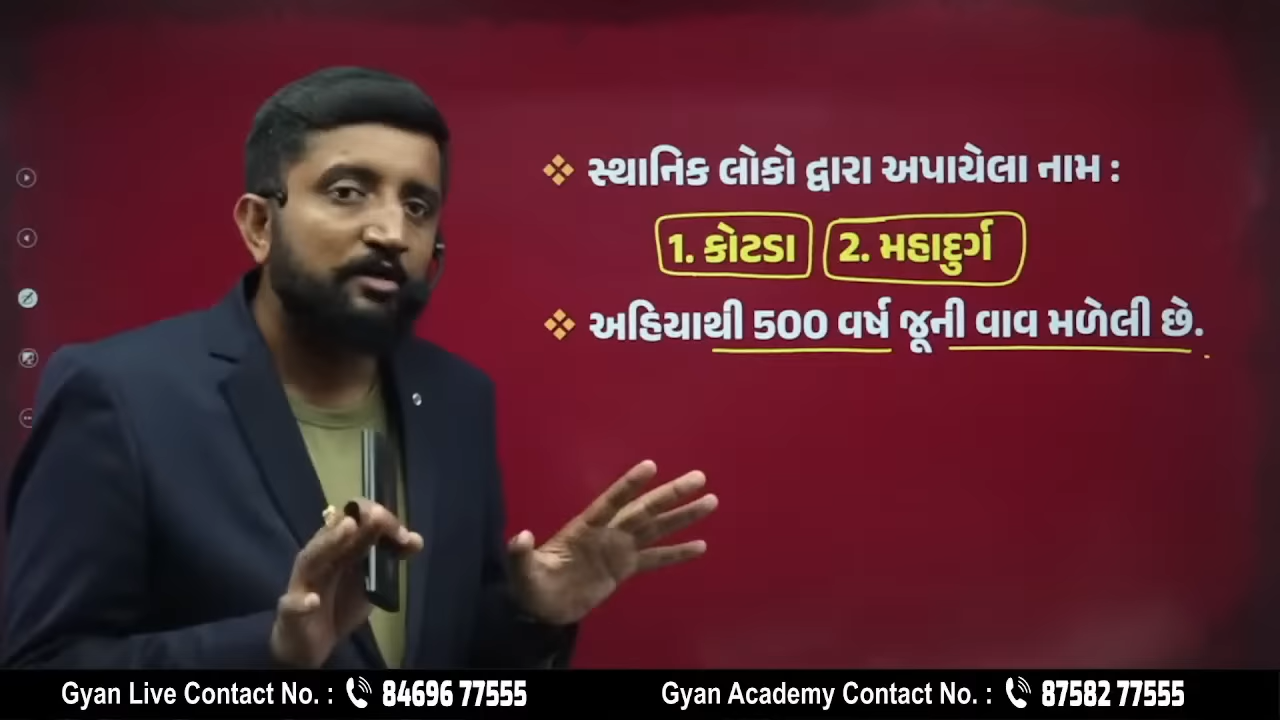 ❖ સ્થાનિક લોકો દ્વારા અપાયેલા નામ :
1. કોટડા 2. મહાદુર્ગ
❖ અહિયાથી 500 વર્ષ જૂની વાવ મળેલી છે.
Gyan Live Contact No. : 84696 77555 Gyan Academy Contact No. : 87582 77555